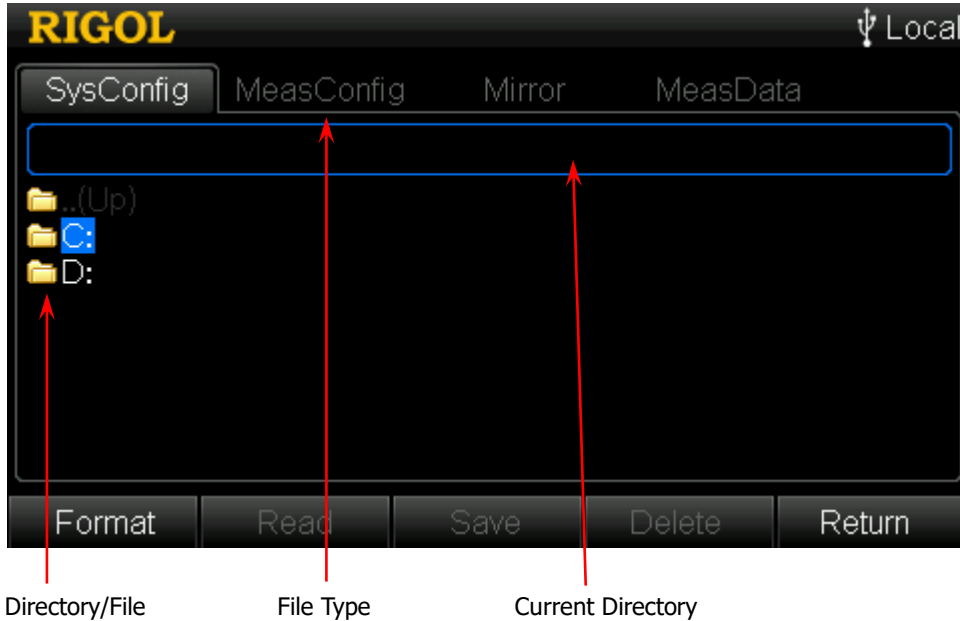 RIGOL Local
SysConfig MeasConfig Mirror MeasData
..(Up)
C:
D:
Format Read Save Delete Return
Directory/File File Type Current Directory